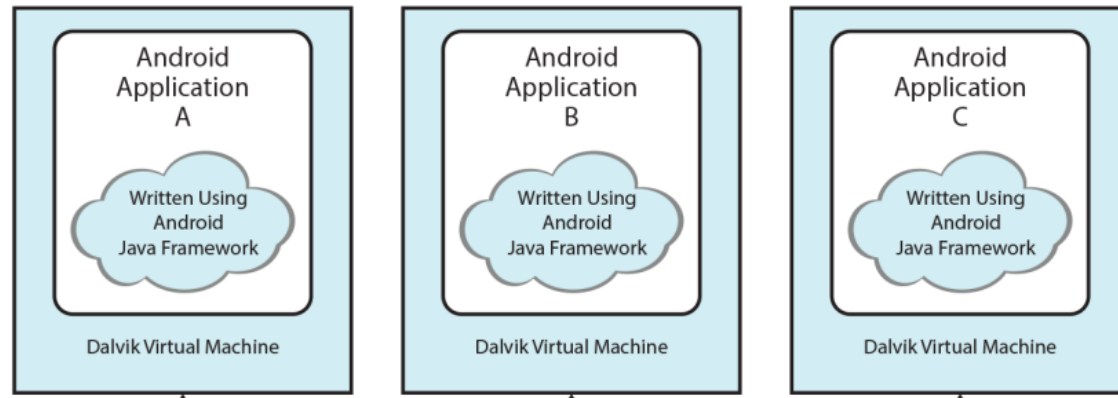 Android
Application
A
Written Using
Android
Java Framework
Dalvik Virtual Machine
Android
Application
B
Written Using
Android
Java Framework
Dalvik Virtual Machine
Android
Application
C
Written Using
Android
Java Framework
Dalvik Virtual Machine